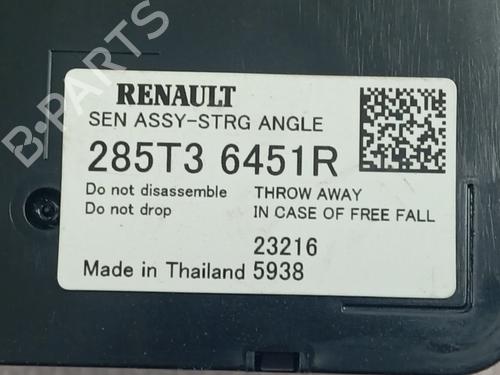 B-PARTS
RENAULT
SEN ASSY-STRG ANGLE
285T3 6451R
Do not disassemble THROW AWAY
Do not drop IN CASE OF FREE FALL
23216
Made in Thailand 5938